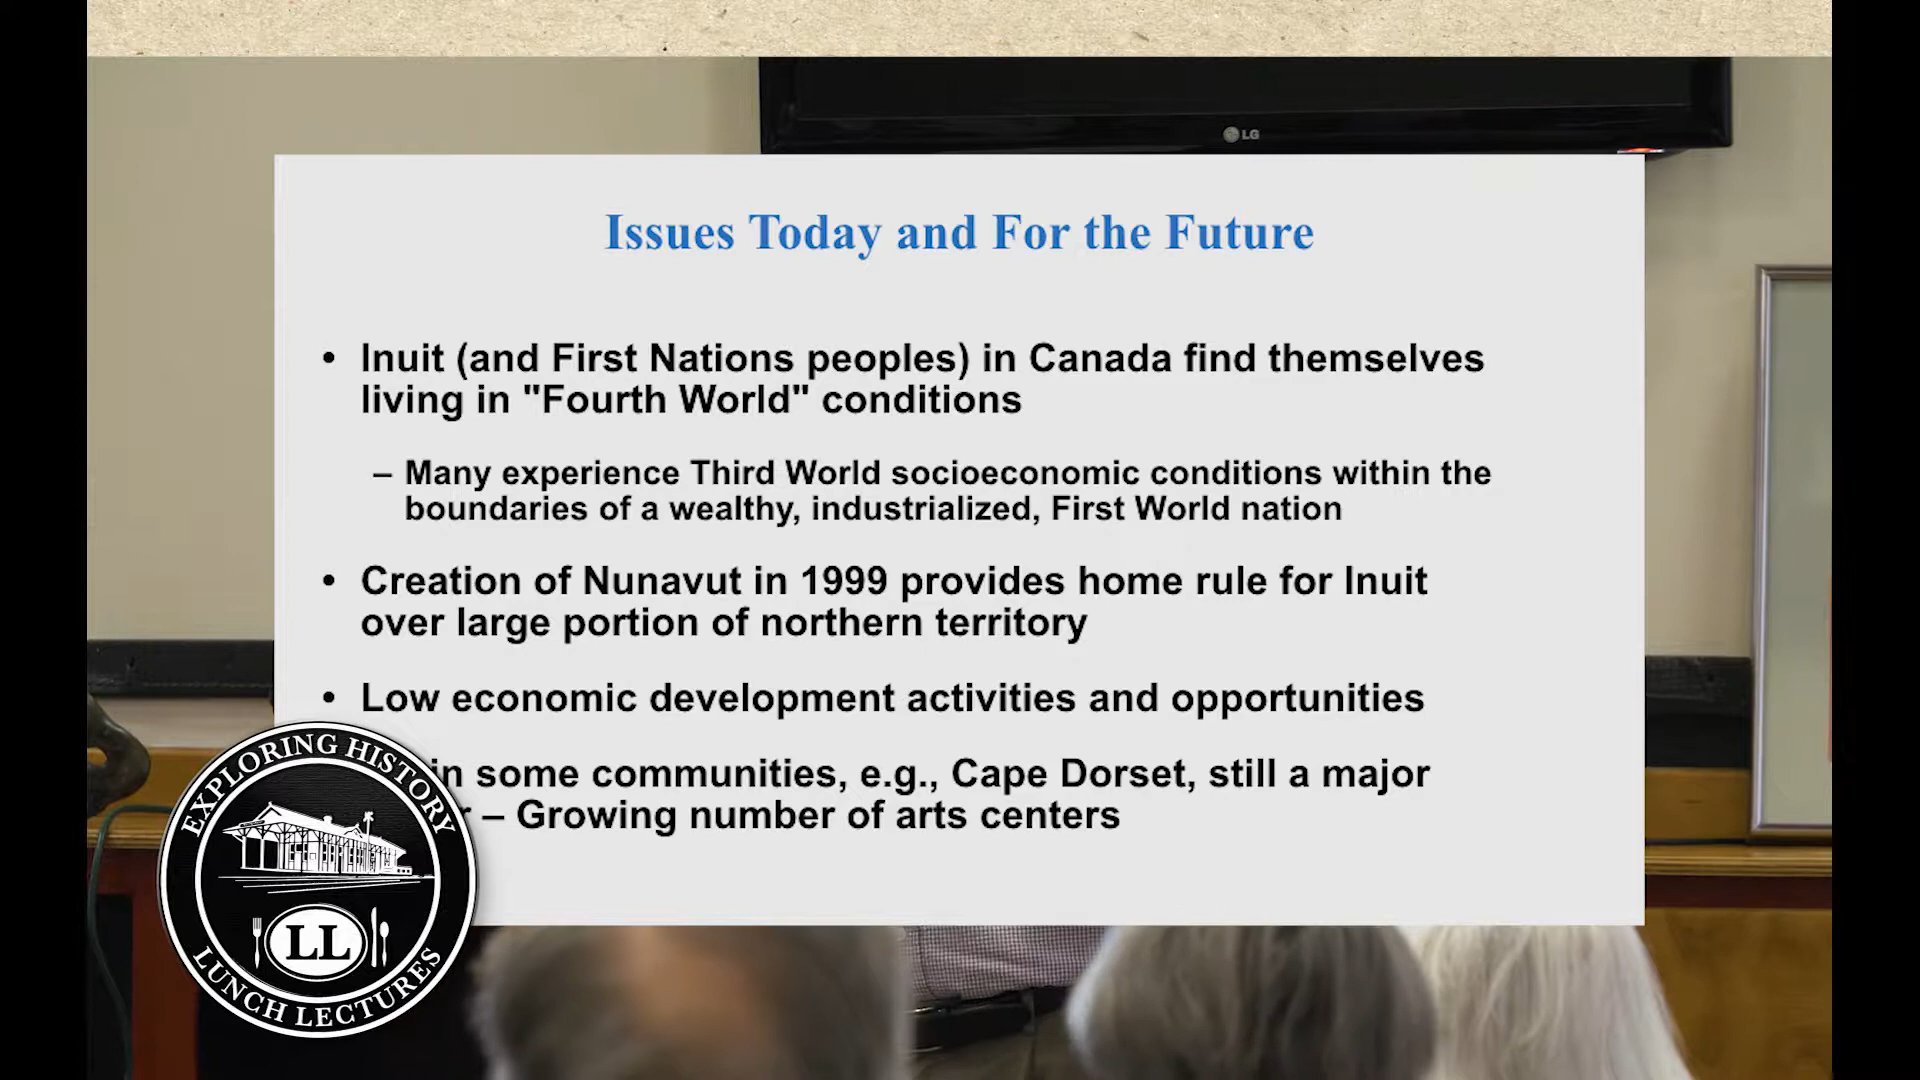 LG
Issues Today and For the Future
• Inuit (and First Nations peoples) in Canada find themselves
living in "Fourth World" conditions
– Many experience Third World socioeconomic conditions within the
boundaries of a wealthy, industrialized, First World nation
• Creation of Nunavut in 1999 provides home rule for Inuit
over large portion of northern territory
• Low economic development activities and opportunities
in some communities, e.g., Cape Dorset, still a major
– Growing number of arts centers
EXPLORING HISTORY
LL
LUNCH LECTURES